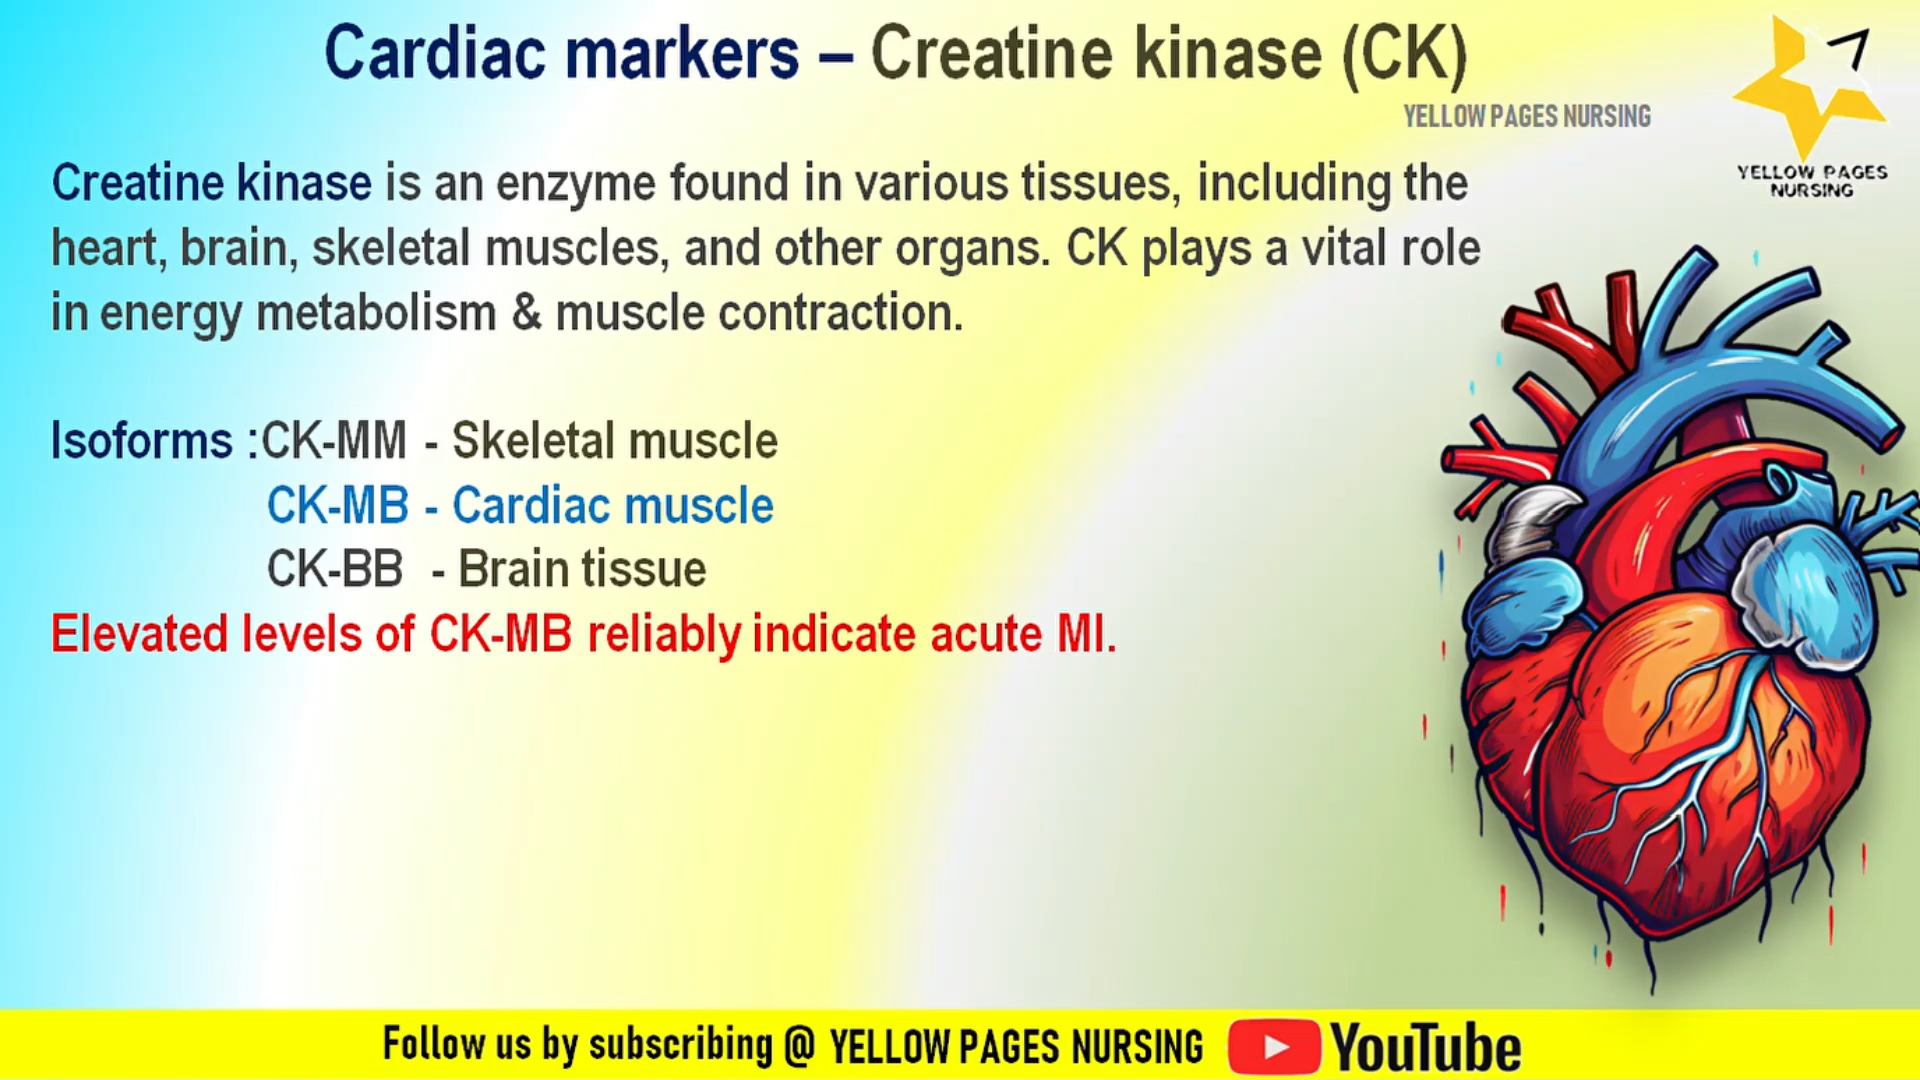 Cardiac markers – Creatine kinase (CK)
YELLOW PAGES NURSING
YELLOW PAGES
NURSING
Creatine kinase is an enzyme found in various tissues, including the
heart, brain, skeletal muscles, and other organs. CK plays a vital role
in energy metabolism & muscle contraction.
Isoforms :CK-MM - Skeletal muscle
CK-MB - Cardiac muscle
CK-BB - Brain tissue
Elevated levels of CK-MB reliably indicate acute MI.
Follow us by subscribing @ YELLOW PAGES NURSING YouTube